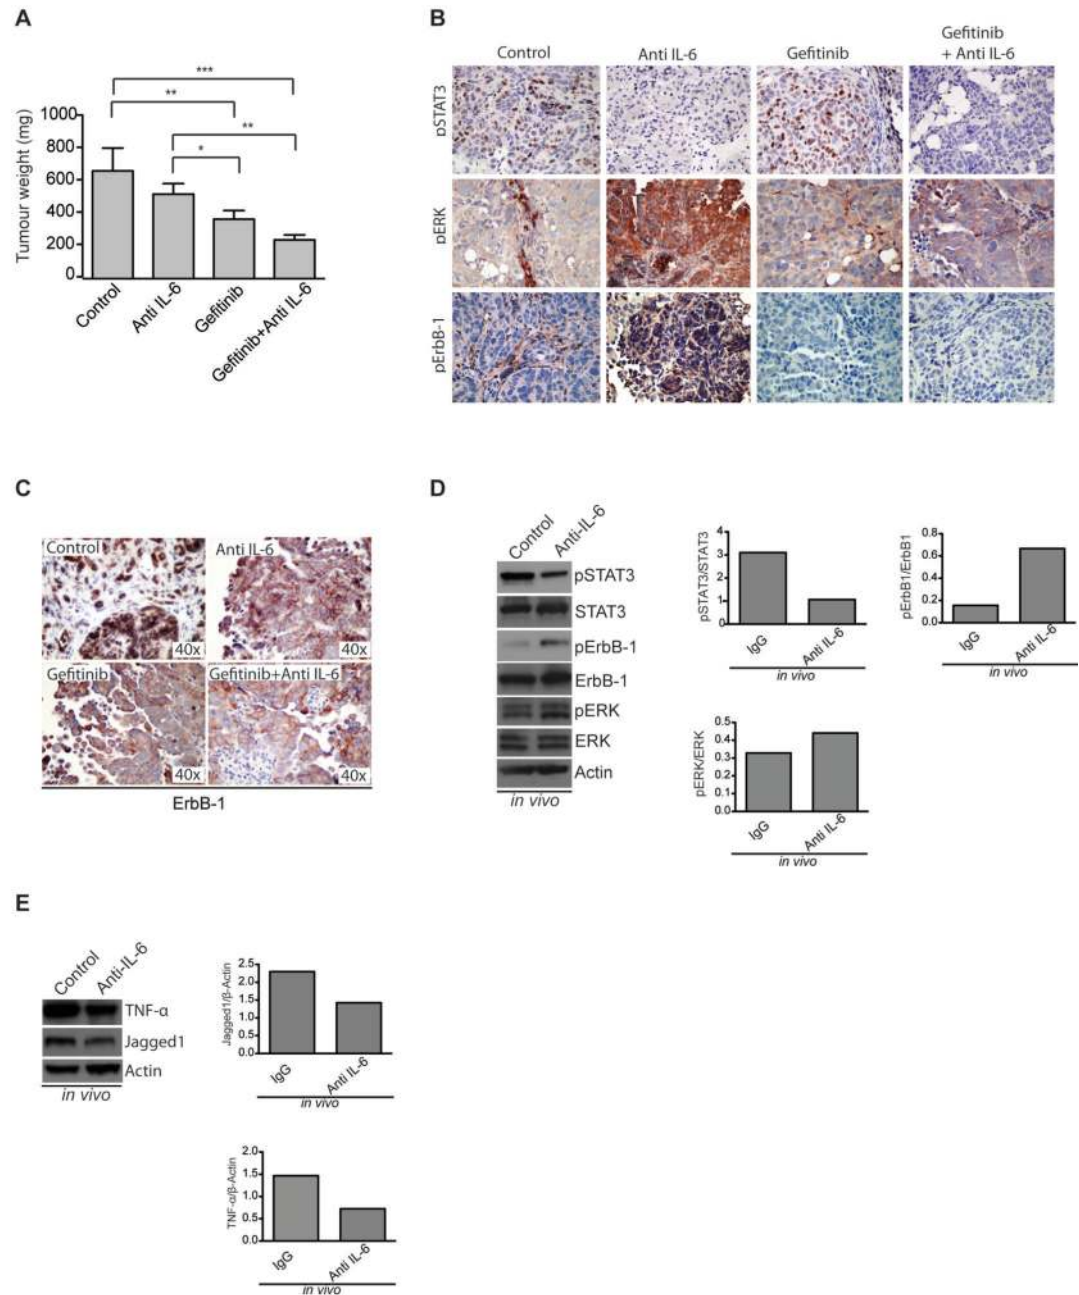 A
***
**
**
*
Tumour weight (mg)
1000
800
600
400
200
0
Control
Anti IL-6
Gefitinib
Gefitinib+Anti IL-6
B
Control
Anti IL-6
Gefitinib
Gefitinib
+ Anti IL-6
pSTAT3
pERK
pErbB-1
C
Control
40x
Anti IL-6
40x
Gefitinib
40x
Gefitinib+Anti IL-6
40x
ErbB-1
D
Control
Anti-IL-6
pSTAT3
STAT3
pErbB-1
ErbB-1
pERK
ERK
Actin
in vivo
pSTAT3/STAT3
4
3
2
1
0
IgG
Anti IL-6
in vivo
pErbB1/ErbB1
0.8
0.6
0.4
0.2
0.0
IgG
Anti IL-6
in vivo
pERK/ERK
0.5
0.4
0.3
0.2
0.1
0.0
IgG
Anti IL-6
in vivo
E
Control
Anti-IL-6
TNF-α
Jagged1
Actin
in vivo
Jagged1/β-Actin
2.5
2.0
1.5
1.0
0.5
0.0
IgG
Anti IL-6
in vivo
TNF-α/β-Actin
2.0
1.5
1.0
0.5
0.0
IgG
Anti IL-6
in vivo